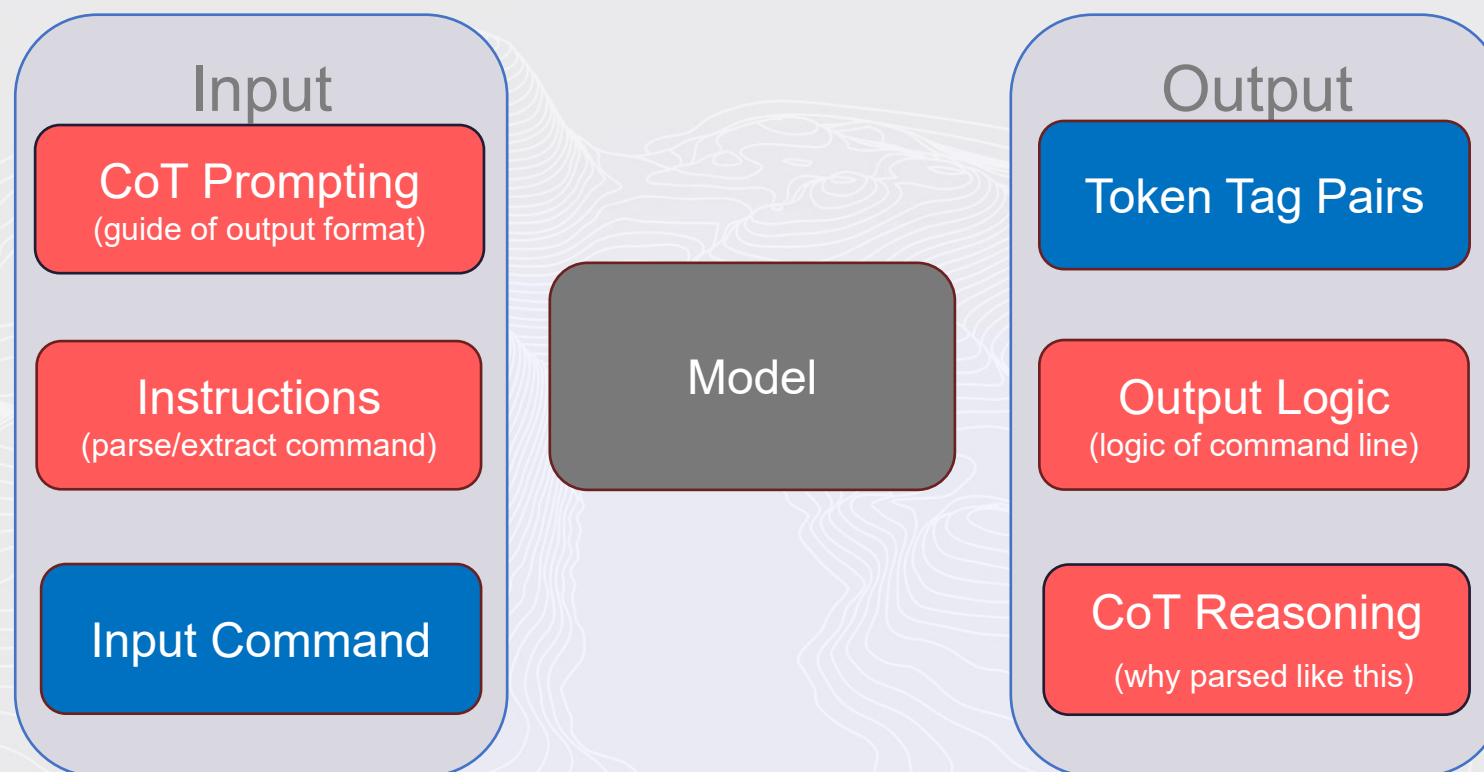 Input
CoT Prompting
(guide of output format)
Instructions
(parse/extract command)
Input Command
Model
Output
Token Tag Pairs
Output Logic
(logic of command line)
CoT Reasoning
(why parsed like this)